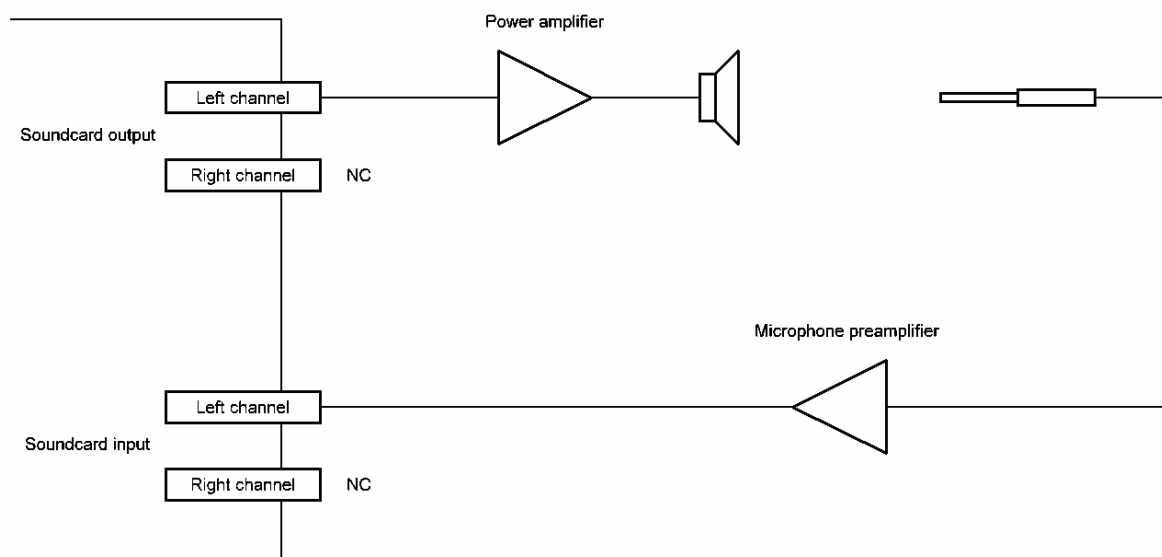 Power amplifier
Left channel
Soundcard output
Right channel NC
Microphone preamplifier
Left channel
Soundcard input
Right channel NC